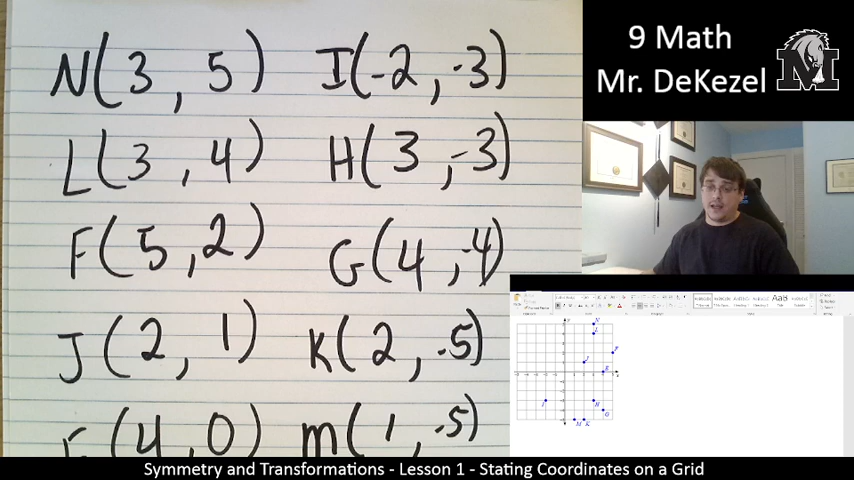 9 Math
Mr. DeKezel
M
N(3, 5) I(-2, -3)
L(3, 4) H(3, -3)
F(5, 2) G(4, -4)
J(2, 1) K(2, -5)
(4, 0) M(1, -5)
Symmetry and Transformations - Lesson 1 - Stating Coordinates on a Grid